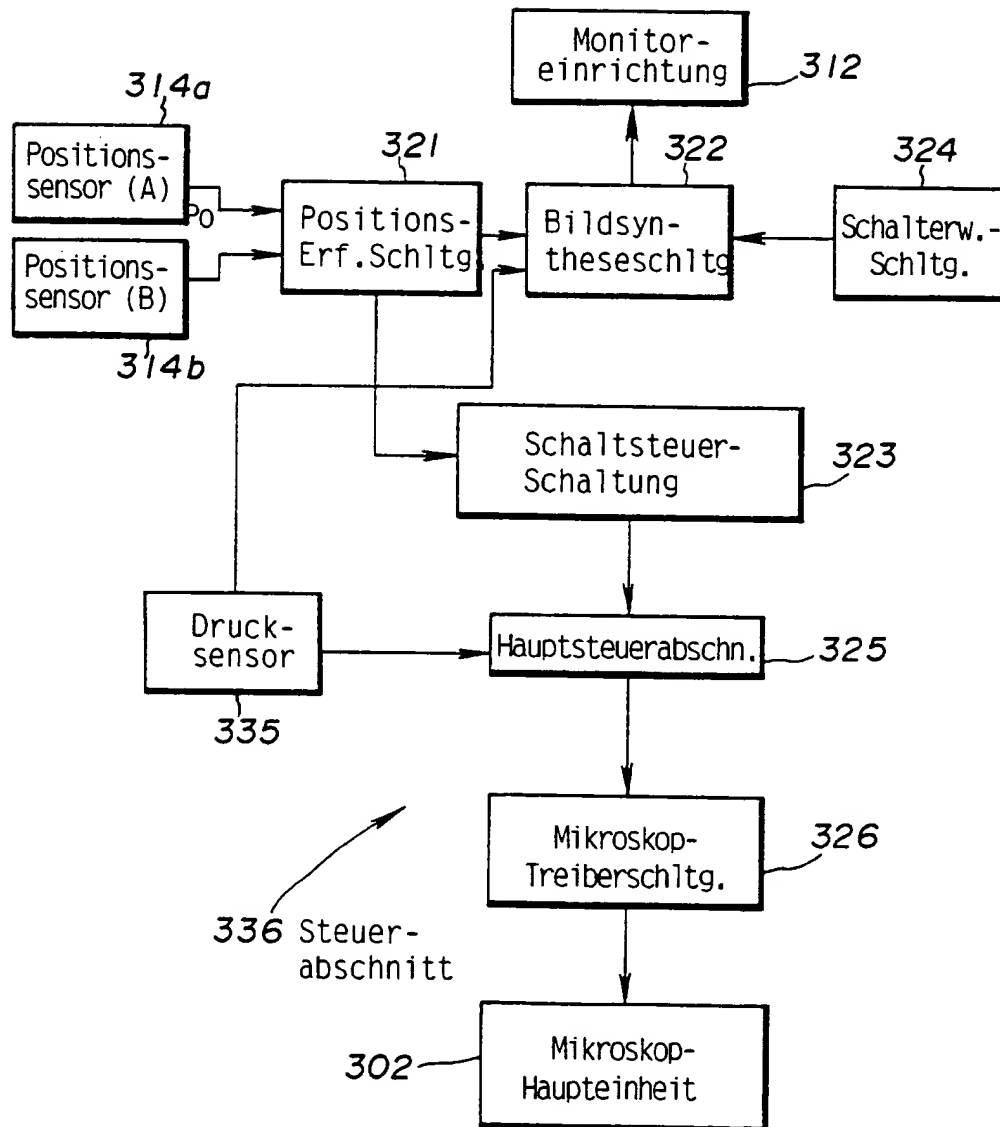 Monitor-
einrichtung
312
314a
Positions-
sensor (A)
PO
321
Positions-
Erf.Schltg
322
Bildsyn-
theseschltg
324
Schalterw.-
Schltg.
Positions-
sensor (B)
314b
Schaltsteuer-
Schaltung
323
Druck-
sensor
335
Hauptsteuerabschn.
325
Mikroskop-
Treiberschltg.
326
336 Steuer-
abschnitt
302
Mikroskop-
Haupteinheit